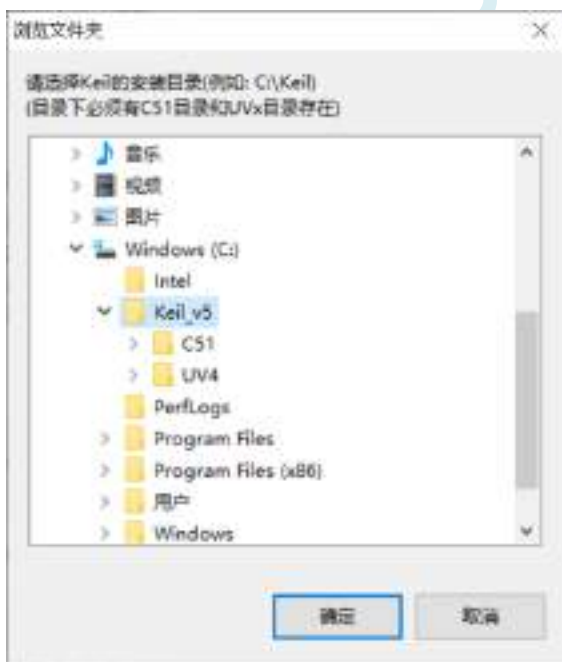 浏览文件夹
请选择Keil的安装目录(例如: C:\Keil)
(目录下必须有C51目录和UVx目录存在)
音乐
视频
图片
Windows (C:)
Intel
Keil_v5
C51
UV4
PerfLogs
Program Files
Program Files (x86)
用户
Windows
确定
取消